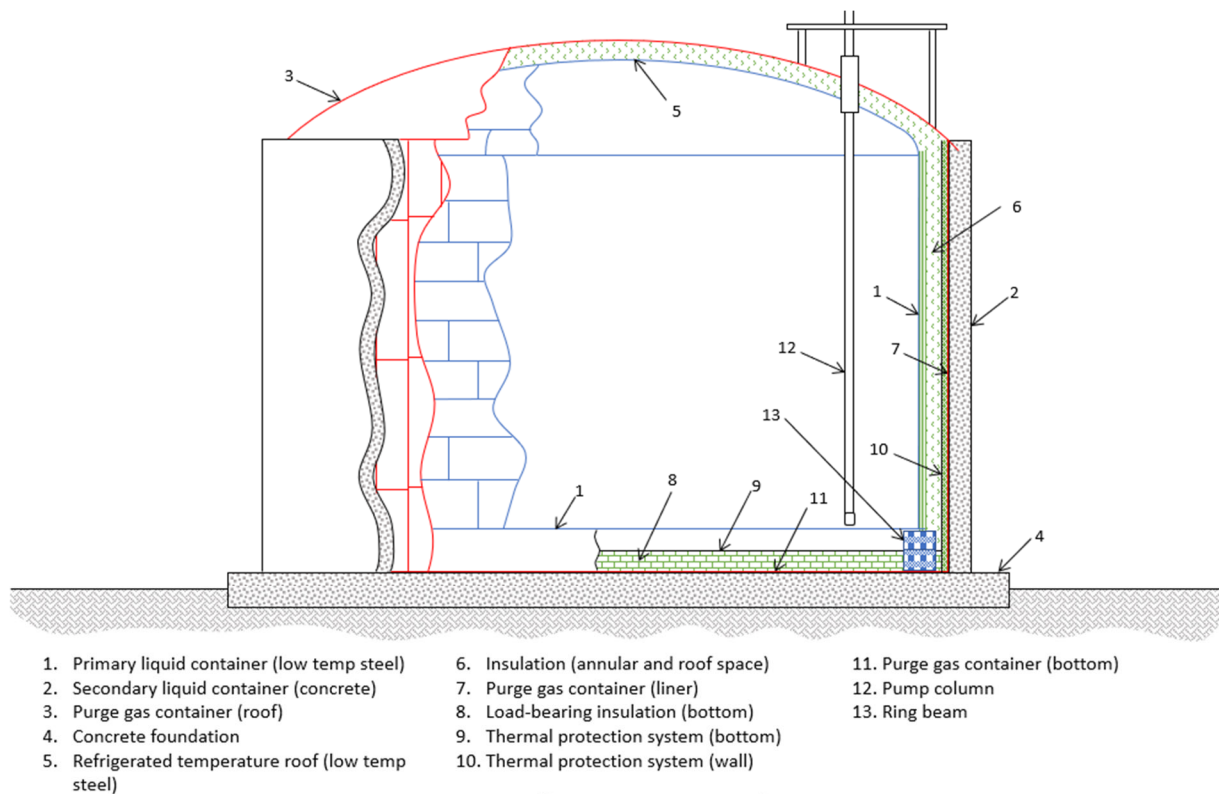 3
5
6
1
2
12
7
13
10
8
9
11
1
4
1. Primary liquid container (low temp steel)
2. Secondary liquid container (concrete)
3. Purge gas container (roof)
4. Concrete foundation
5. Refrigerated temperature roof (low temp
steel)
6. Insulation (annular and roof space)
7. Purge gas container (liner)
8. Load-bearing insulation (bottom)
9. Thermal protection system (bottom)
10. Thermal protection system (wall)
11. Purge gas container (bottom)
12. Pump column
13. Ring beam